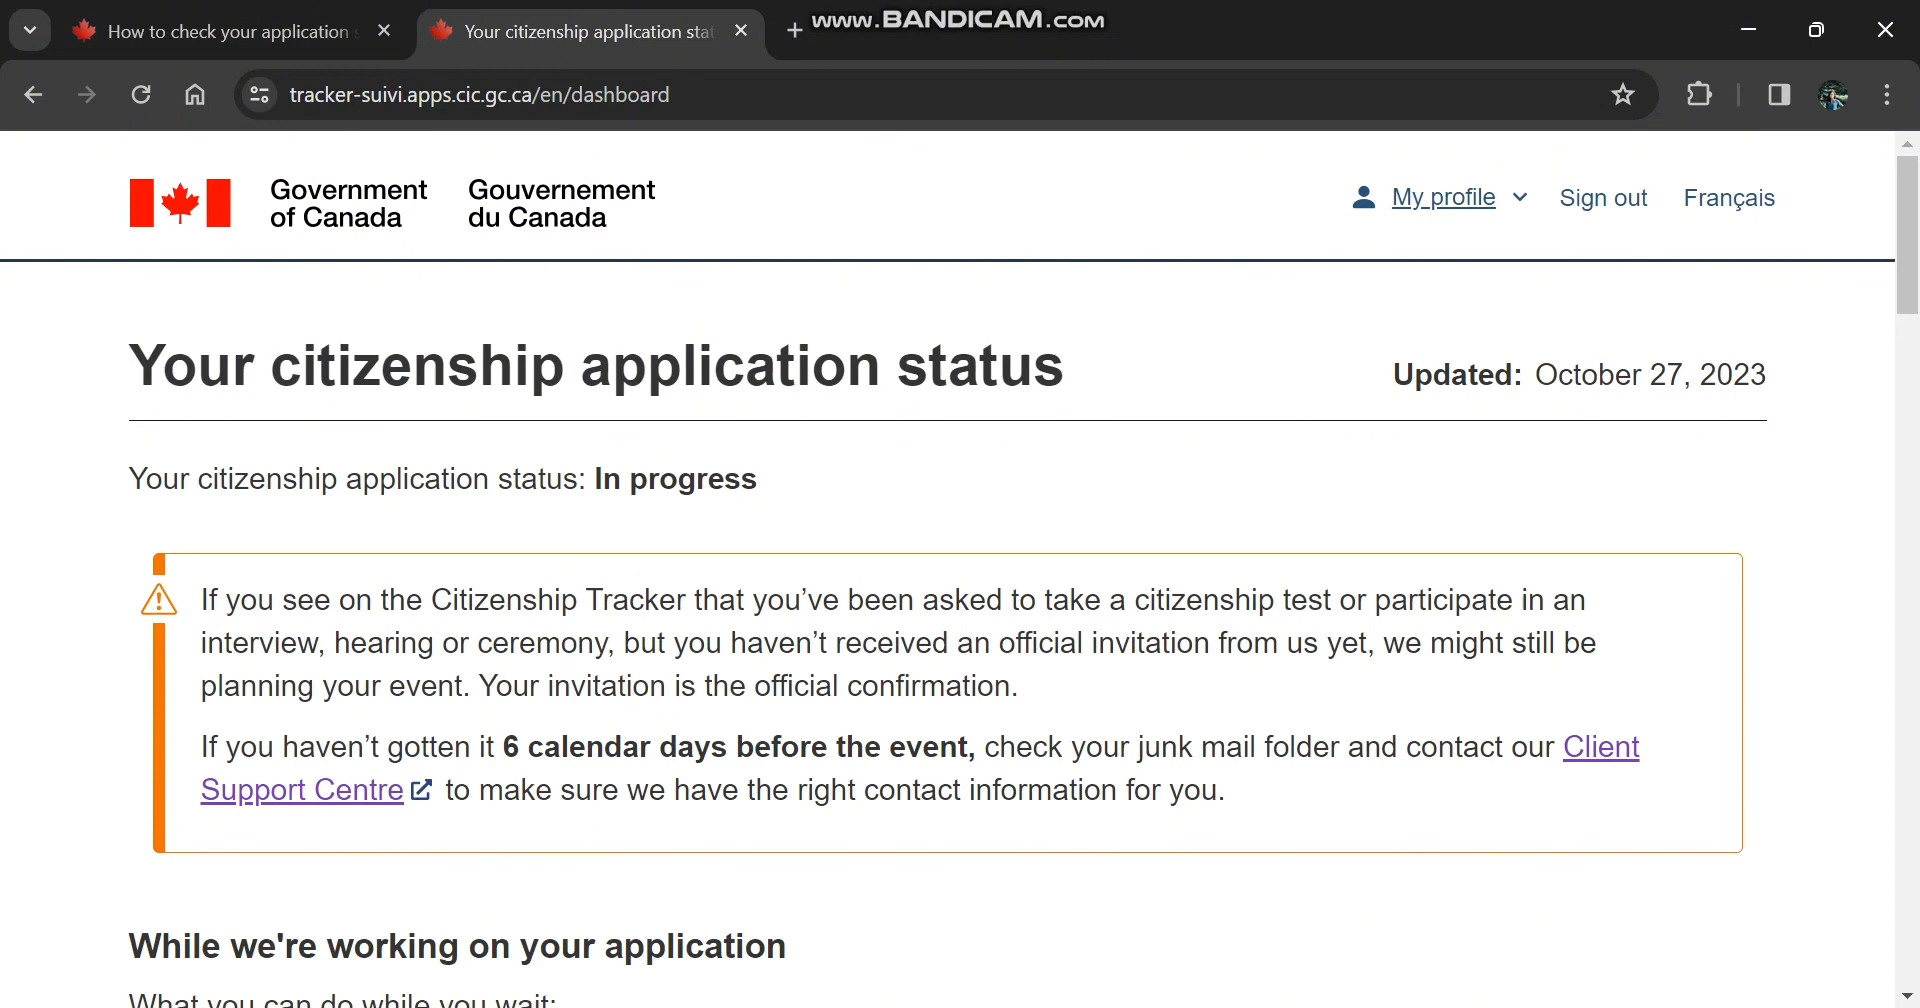 How to check your application
Your citizenship application sta
www.BANDICAM.com
tracker-suivi.apps.cic.gc.ca/en/dashboard
Government of Canada
Gouvernement du Canada
My profile
Sign out
Français
Your citizenship application status
Updated: October 27, 2023
Your citizenship application status: In progress
If you see on the Citizenship Tracker that you’ve been asked to take a citizenship test or participate in an
interview, hearing or ceremony, but you haven’t received an official invitation from us yet, we might still be
planning your event. Your invitation is the official confirmation.
If you haven’t gotten it 6 calendar days before the event, check your junk mail folder and contact our Client
Support Centre to make sure we have the right contact information for you.
While we're working on your application
What you can do while you wait: